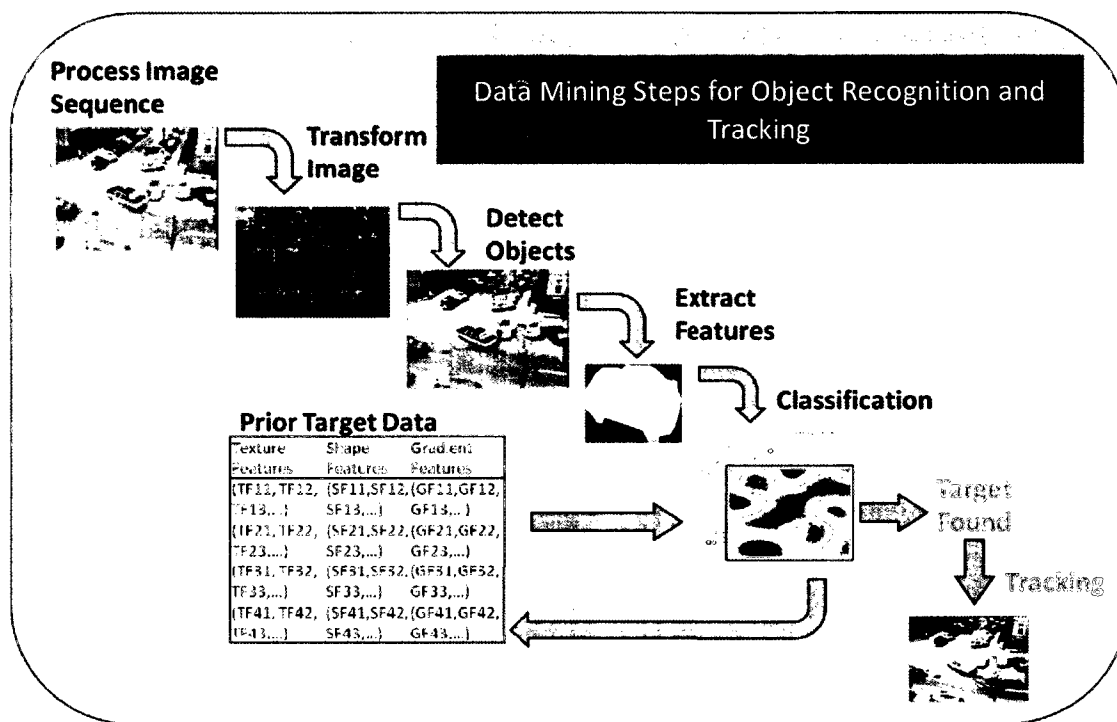 Process Image
Sequence
Data Mining Steps for Object Recognition and
Tracking
Transform
Image
Detect
Objects
Extract
Features
Classification
Prior Target Data
Texture Shape Gradient
Features Features Features
(TF11, TF12, (SF11,SF12, (GF11,GF12,
TF13,...) SF13,...) GF13,...)
(TF21, TF22, (SF21,SF22, (GF21,GF22,
TF23,...) SF23,...) GF23,...)
(TF31, TF32, (SF31,SF32, (GF31,GF32,
TF33,...) SF33,...) GF33,...)
(TF41, TF42, (SF41,SF42, (GF41,GF42,
TF43,...) SF43,...) GF43,...)
Target
Found
Tracking